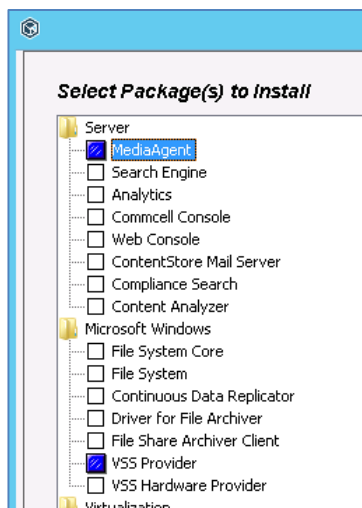 Select Package(s) to Install
Server
MediaAgent
Search Engine
Analytics
Commcell Console
Web Console
ContentStore Mail Server
Compliance Search
Content Analyzer
Microsoft Windows
File System Core
File System
Continuous Data Replicator
Driver for File Archiver
File Share Archiver Client
VSS Provider
VSS Hardware Provider
Virtualization